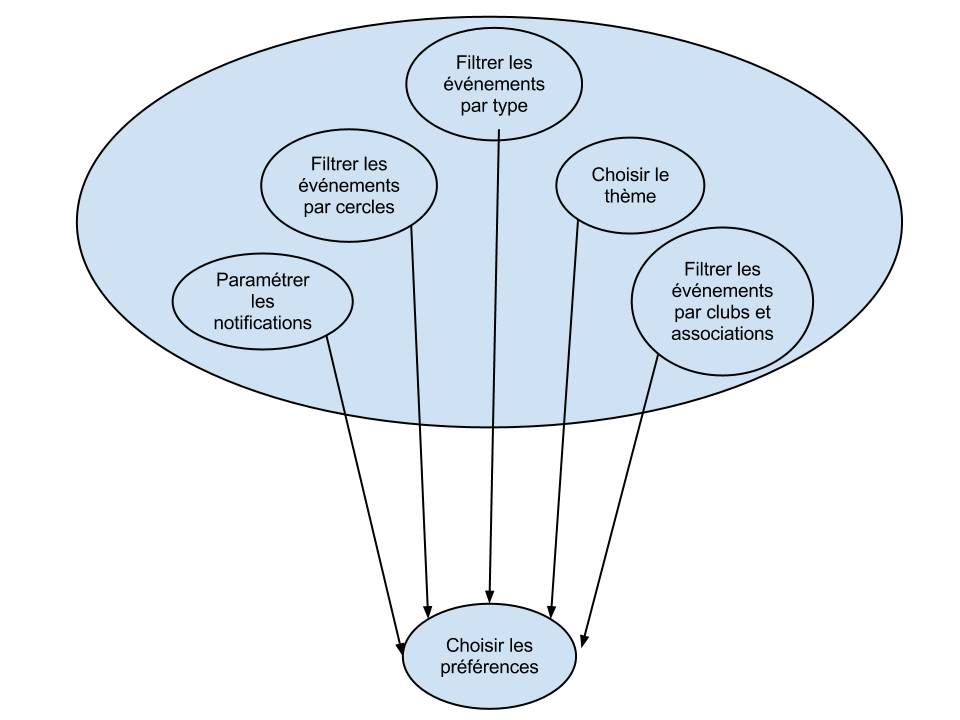 Filtrer les
événements
par type
Filtrer les
événements
par cercles
Choisir le
thème
Paramétrer
les
notifications
Filtrer les
événements
par clubs et
associations
Choisir les
préférences